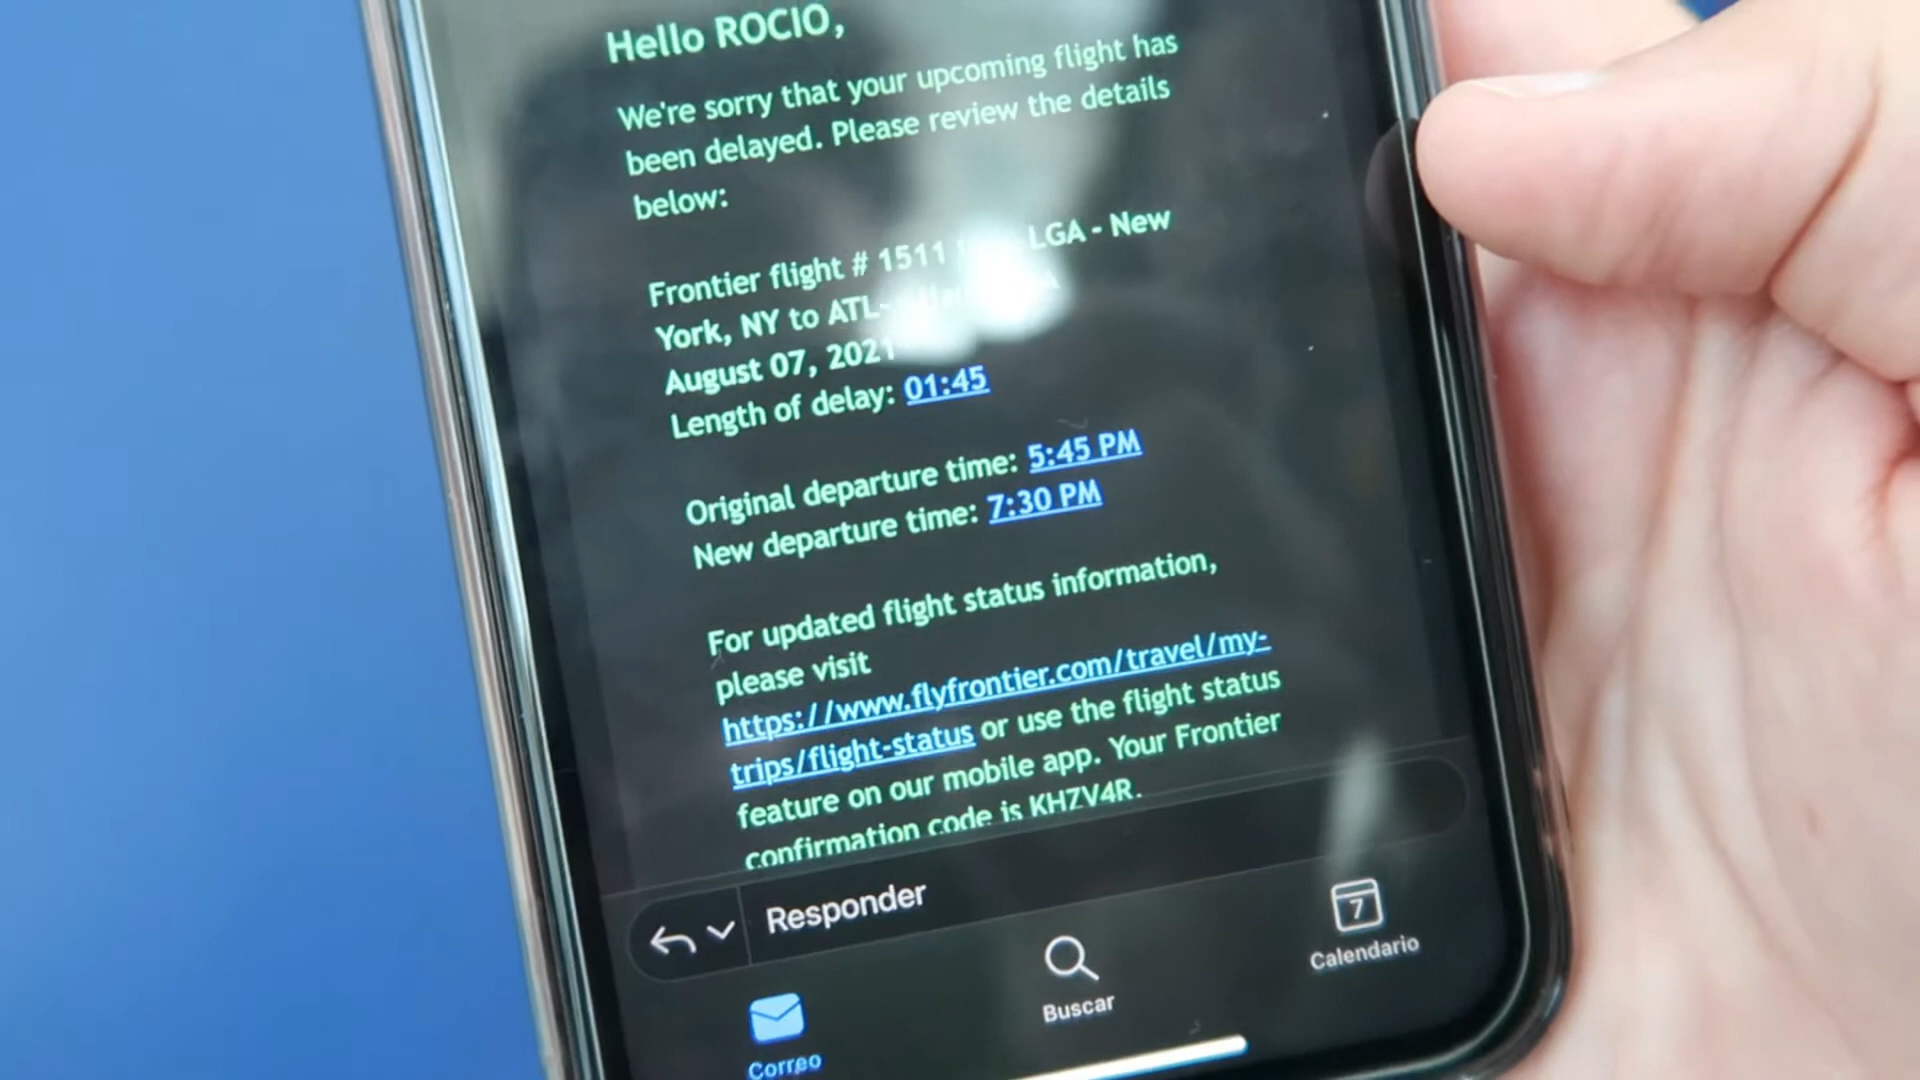 Hello ROCIO,
We're sorry that your upcoming flight has
been delayed. Please review the details
below:
Frontier flight # 1511 LGA - New
York, NY to ATL-
August 07, 2021
Length of delay: 01:45
Original departure time: 5:45 PM
New departure time: 7:30 PM
For updated flight status information,
please visit
https://www.flyfrontier.com/travel/my-
trips/flight-status or use the flight status
feature on our mobile app. Your Frontier
confirmation code is KHZV4R.
Responder
7
Correo
Buscar
Calendario